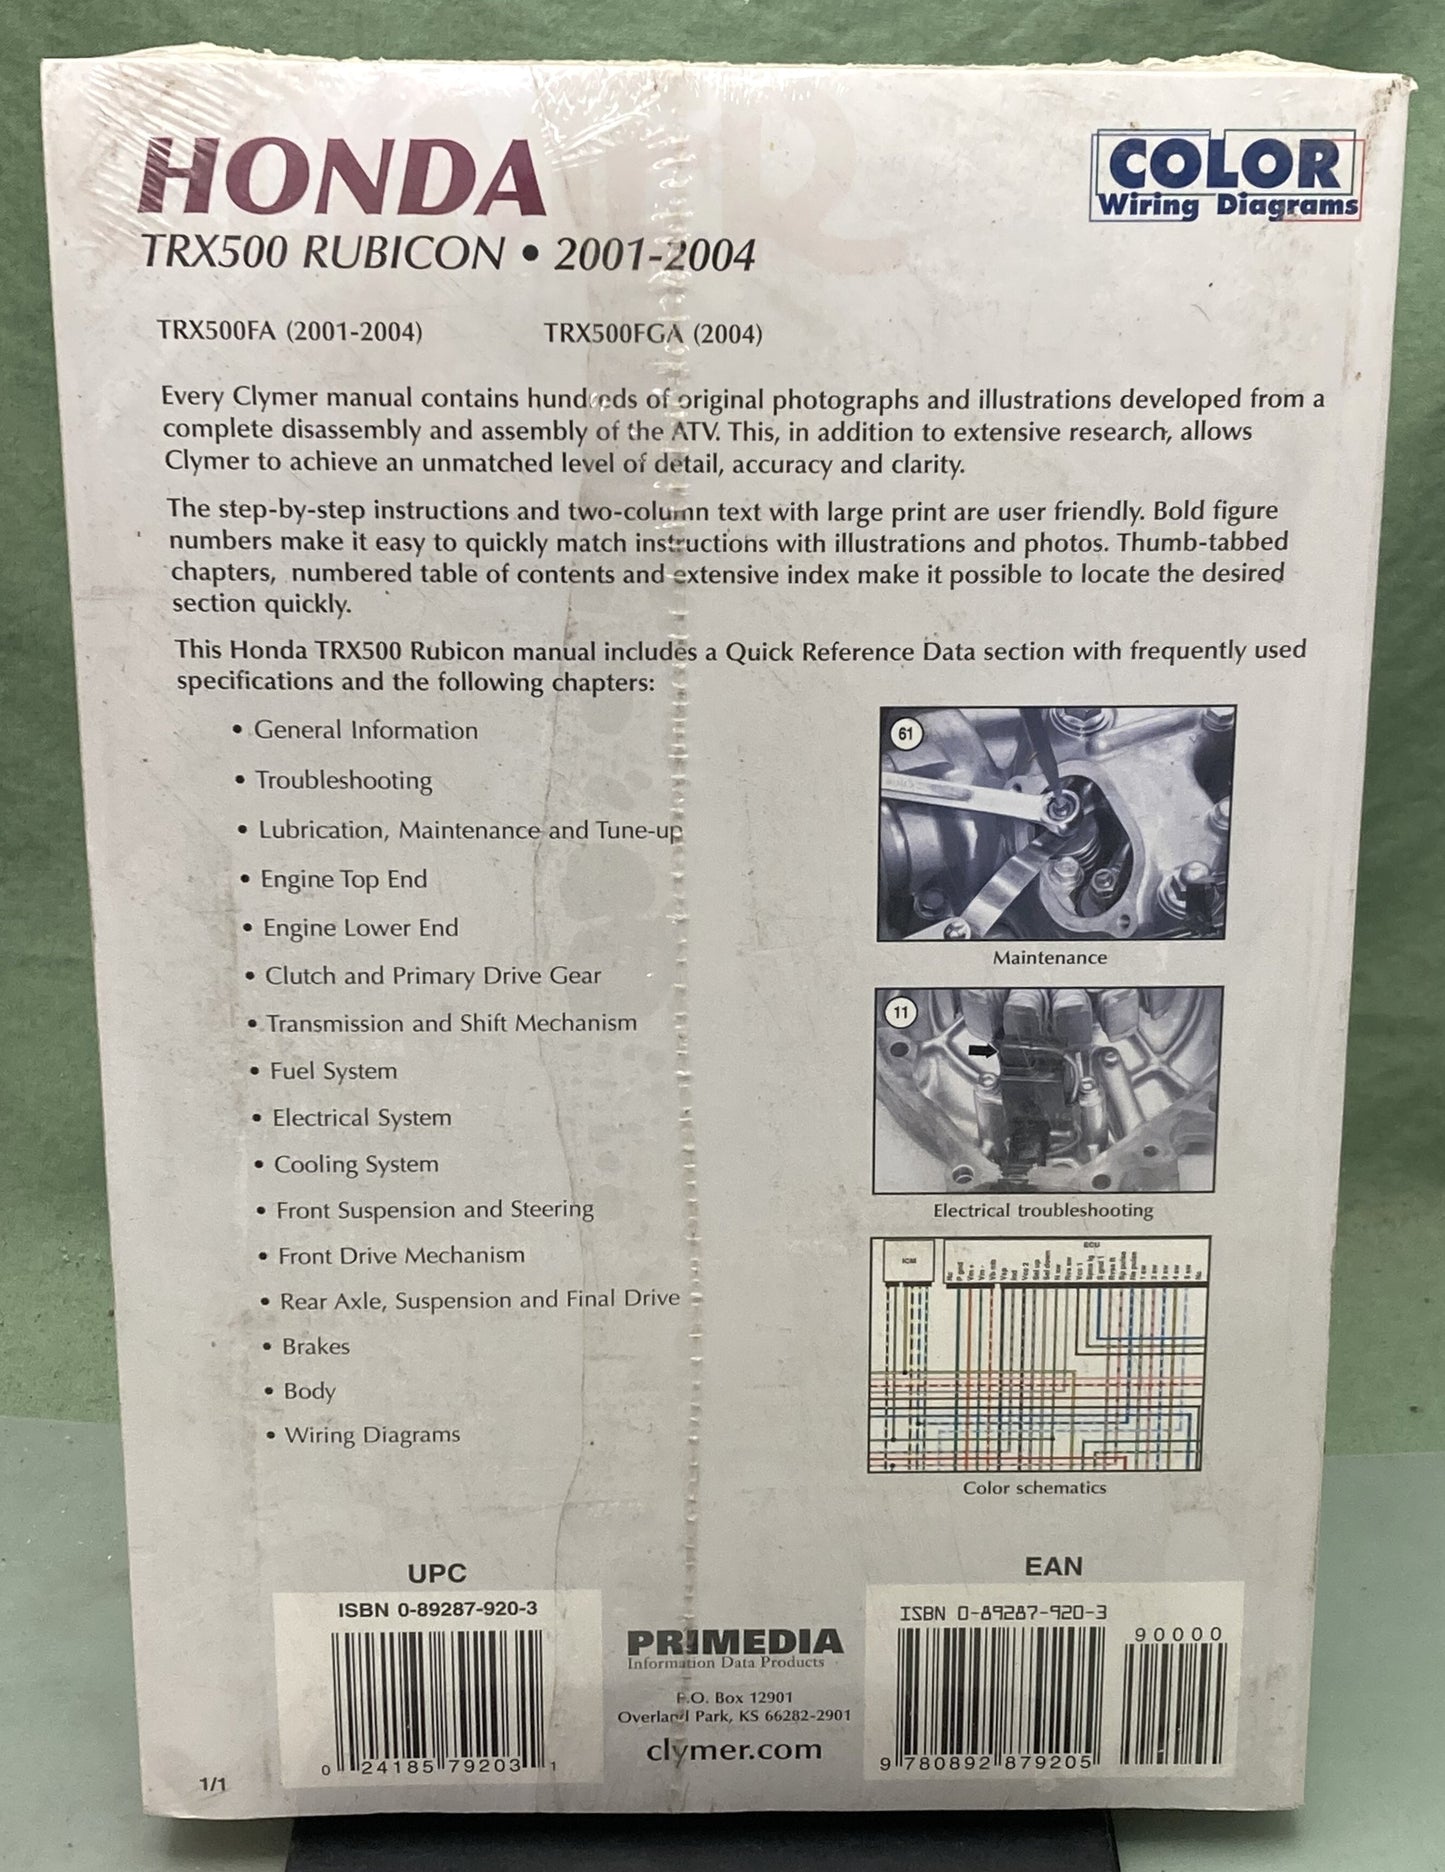 HONDA
COLOR
Wiring Diagrams
TRX500 RUBICON • 2001-2004
TRX500FA (2001-2004) TRX500FGA (2004)
Every Clymer manual contains hundreds of original photographs and illustrations developed from a
complete disassembly and assembly of the ATV. This, in addition to extensive research, allows
Clymer to achieve an unmatched level of detail, accuracy and clarity.
The step-by-step instructions and two-column text with large print are user friendly. Bold figure
numbers make it easy to quickly match instructions with illustrations and photos. Thumb-tabbed
chapters, numbered table of contents and extensive index make it possible to locate the desired
section quickly.
This Honda TRX500 Rubicon manual includes a Quick Reference Data section with frequently used
specifications and the following chapters:
• General Information
• Troubleshooting
• Lubrication, Maintenance and Tune-up
• Engine Top End
• Engine Lower End
• Clutch and Primary Drive Gear
• Transmission and Shift Mechanism
• Fuel System
• Electrical System
• Cooling System
• Front Suspension and Steering
• Front Drive Mechanism
• Rear Axle, Suspension and Final Drive
• Brakes
• Body
• Wiring Diagrams
61
Maintenance
11
Electrical troubleshooting
ICM
ECU
Color schematics
UPC
ISBN 0-89287-920-3
0 24185 79203 1
PRIMEDIA
Information Data Products
P.O. Box 12901
Overland Park, KS 66282-2901
clymer.com
EAN
ISBN 0-89287-920-3
90000
9 780892 879205
1/1